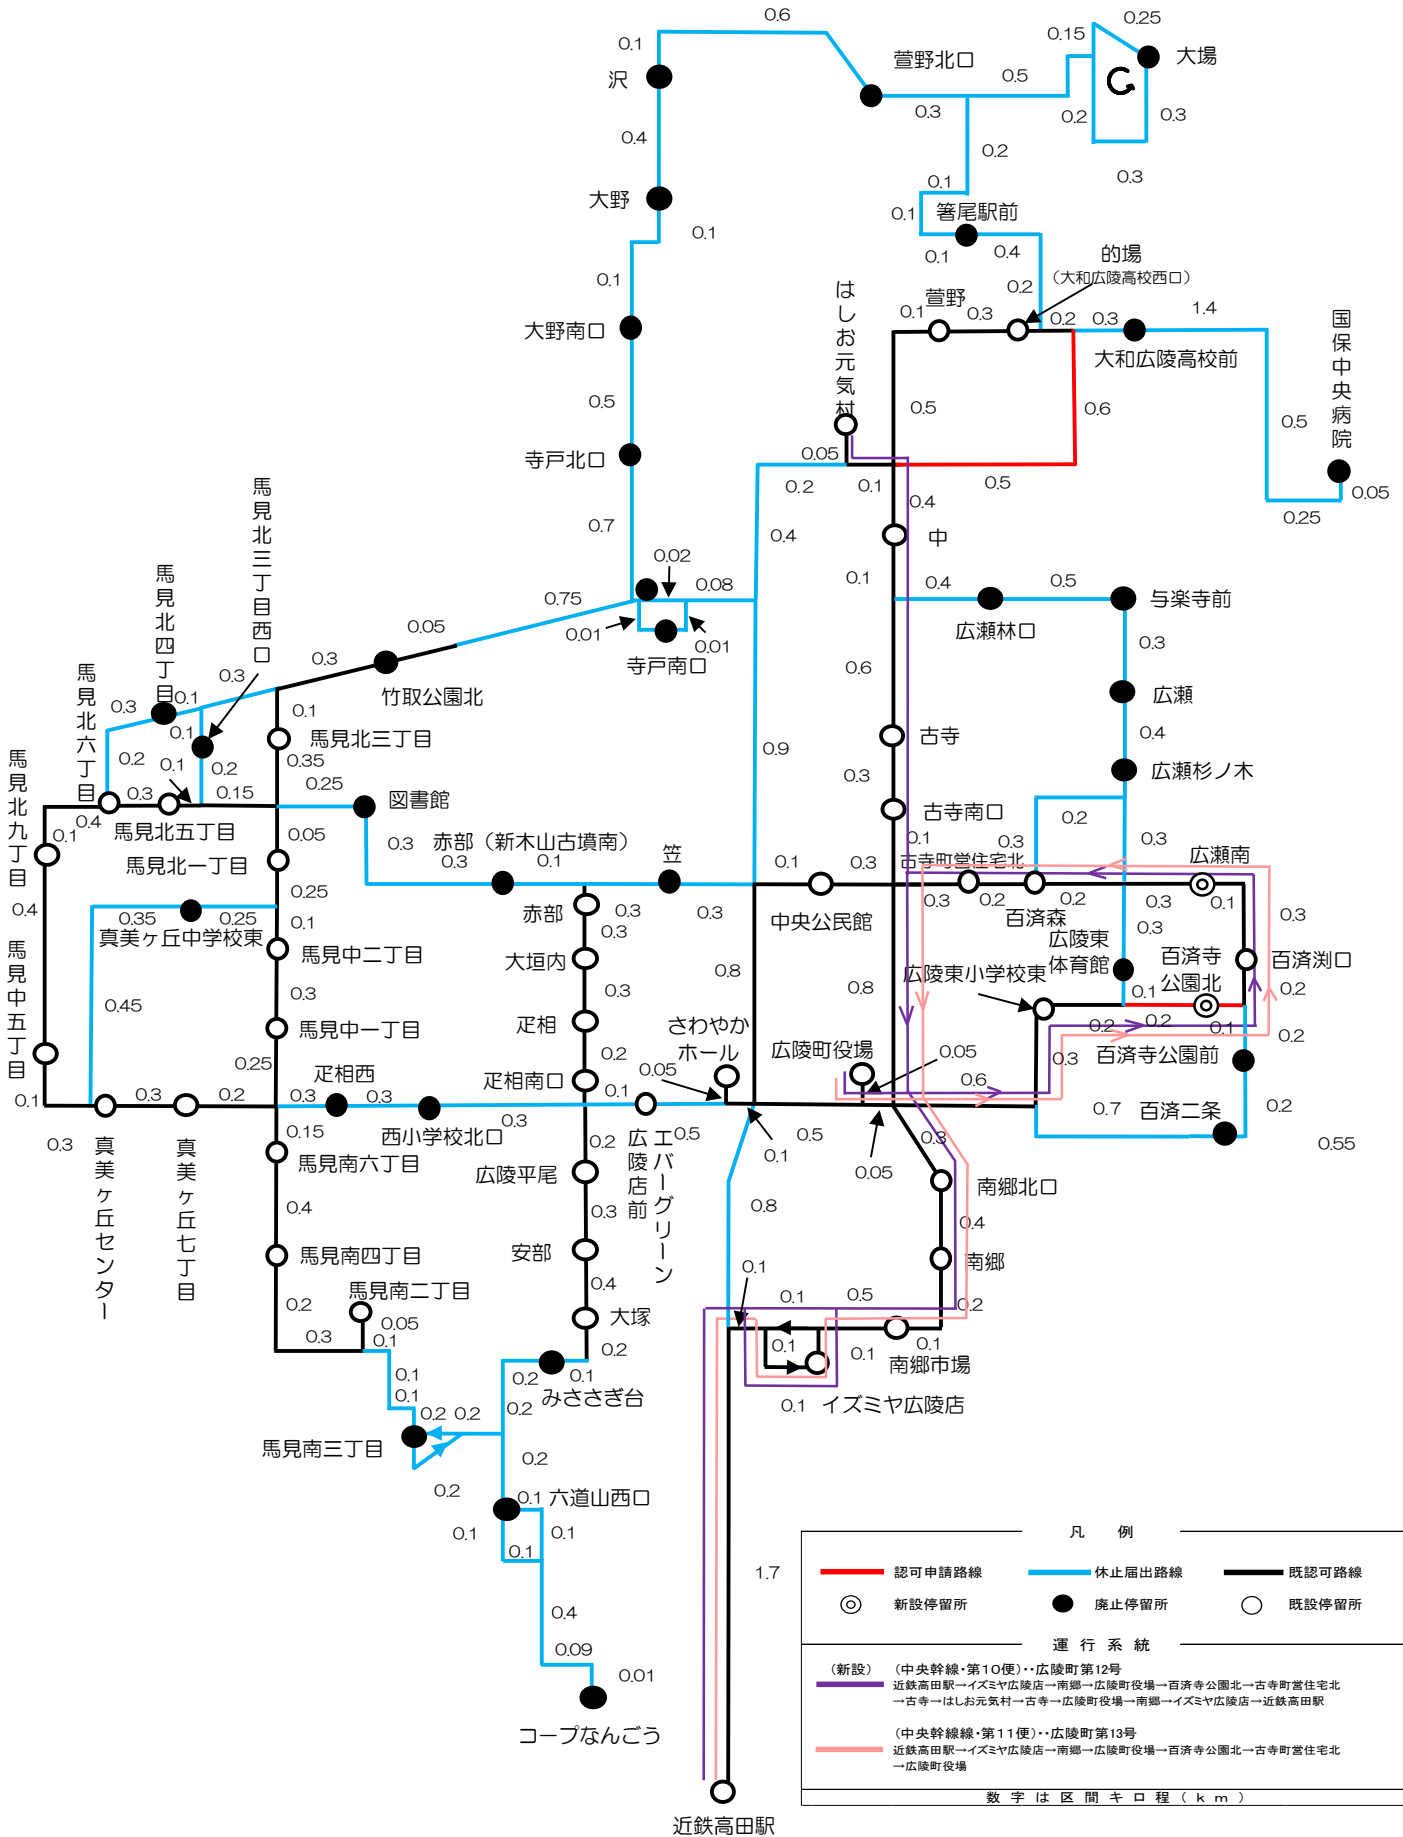 0.6
0.25
0.15
0.1
萱野北口
大場
沢
0.5
0.3
0.2
0.3
0.4
0.2
0.3
大野
0.1
0.1
0.1
箸尾駅前
0.1
0.4
的場
(大和広陵高校西口)
0.1
0.2
はしお元気村
萱野
0.1
0.3
0.2
0.3
1.4
国保中央病院
大野南口
大和広陵高校前
0.5
0.5
0.6
0.5
寺戸北口
0.05
0.2
0.1
0.5
0.05
0.4
0.25
馬見北三丁目西口
0.7
0.4
中
馬見北四丁目
0.02
0.08
0.1
0.4
0.5
与楽寺前
0.75
0.05
0.01
0.01
広瀬林口
0.3
馬見北六丁目
0.3
0.3
寺戸南口
0.6
竹取公園北
広瀬
0.3
0.1
0.1
0.1
馬見北三丁目
古寺
0.4
馬見北九丁目
0.2
0.1
0.2
0.35
0.9
広瀬杉ノ木
0.3
0.15
0.25
図書館
0.3
0.4
馬見北五丁目
古寺南口
0.2
0.1
0.05
0.3
赤部(新木山古墳南)
0.1
0.3
0.3
馬見北一丁目
0.3
0.1
笠
0.1
0.3
古寺町営住宅北
広瀬南
0.25
0.3
0.2
0.2
0.3
0.1
0.4
0.35
0.25
赤部
0.3
0.3
中央公民館
百済森
0.3
真美ヶ丘中学校東
0.1
0.3
広陵東体育館
0.3
馬見中五丁目
馬見中二丁目
大垣内
0.8
広陵東小学校東
百済寺公園北
百済渕口
0.45
0.3
0.3
0.8
0.1
0.2
馬見中一丁目
疋相
さわやかホール
0.2
0.2
0.1
0.2
0.25
0.2
広陵町役場
0.05
0.3
百済寺公園前
疋相西
疋相南口
0.05
0.6
0.1
0.3
0.2
0.3
0.3
0.1
0.7
百済二条
0.2
0.3
0.15
西小学校北口
0.3
0.2
0.5
0.1
0.5
0.05
0.3
0.55
真美ヶ丘センター
真美ヶ丘七丁目
馬見南六丁目
広陵平尾
エバーグリーン広陵店前
南郷北口
0.4
0.3
0.8
0.4
馬見南四丁目
安部
南郷
馬見南二丁目
0.4
0.1
0.2
0.05
大塚
0.1
0.5
0.2
0.3
0.1
0.2
0.1
0.1
0.1
0.1
0.2
0.1
南郷市場
0.1
みささぎ台
0.1
イズミヤ広陵店
0.2
0.2
0.2
馬見南三丁目
0.2
0.2
0.1
六道山西口
0.1
0.1
0.1
凡 例
認可申請路線
休止届出路線
既認可路線
1.7
新設停留所
廃止停留所
既設停留所
0.4
運 行 系 統
0.09
0.01
(新設) (中央幹線・第10便)・・広陵町第12号
近鉄高田駅→イズミヤ広陵店→南郷→広陵町役場→百済寺公園北→古寺町営住宅北
→古寺→はしお元気村→古寺→広陵町役場→南郷→イズミヤ広陵店→近鉄高田駅
コープなんごう
(中央幹線線・第11便)・・広陵町第13号
近鉄高田駅→イズミヤ広陵店→南郷→広陵町役場→百済寺公園北→古寺町営住宅北
→広陵町役場
数字は区間キロ程(km)
近鉄高田駅